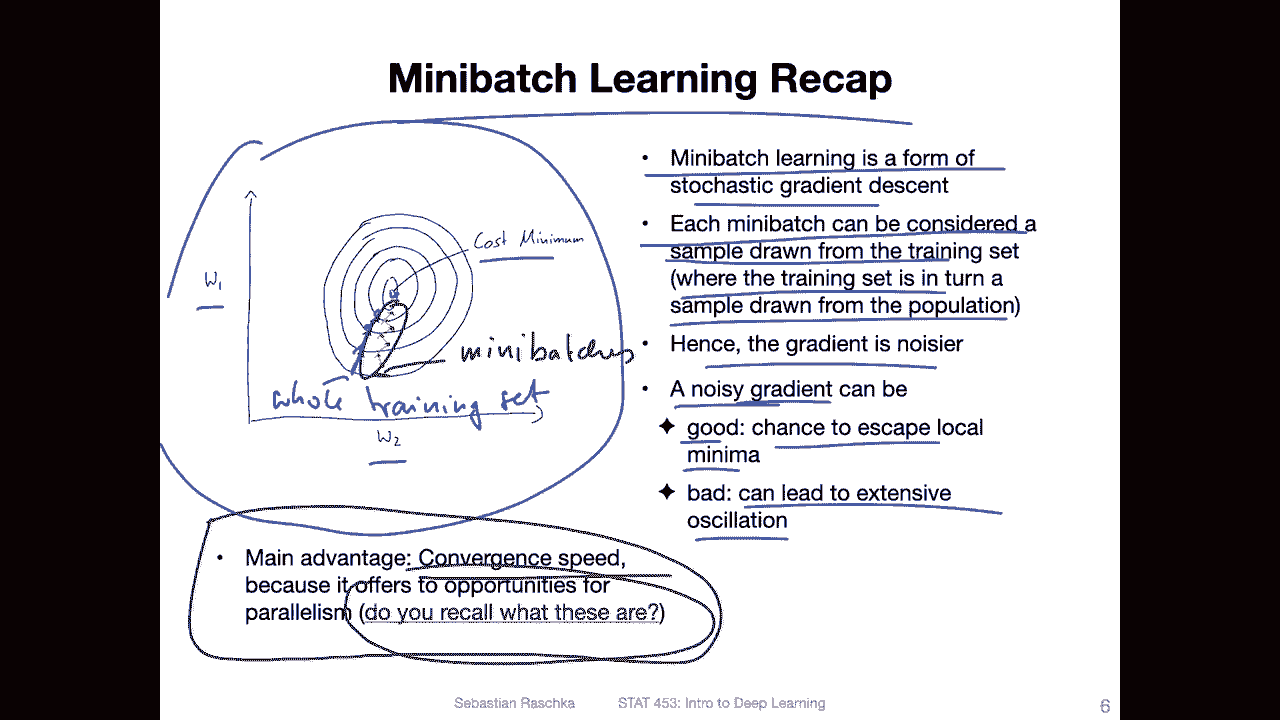 Minibatch Learning Recap
W1
Cost Minimum
minibatches
whole training set
W2
• Main advantage: Convergence speed,
because it offers to opportunities for
parallelism (do you recall what these are?)
• Minibatch learning is a form of
stochastic gradient descent
• Each minibatch can be considered a
sample drawn from the training set
(where the training set is in turn a
sample drawn from the population)
• Hence, the gradient is noisier
• A noisy gradient can be
✦ good: chance to escape local
minima
✦ bad: can lead to extensive
oscillation
Sebastian Raschka STAT 453: Intro to Deep Learning 6